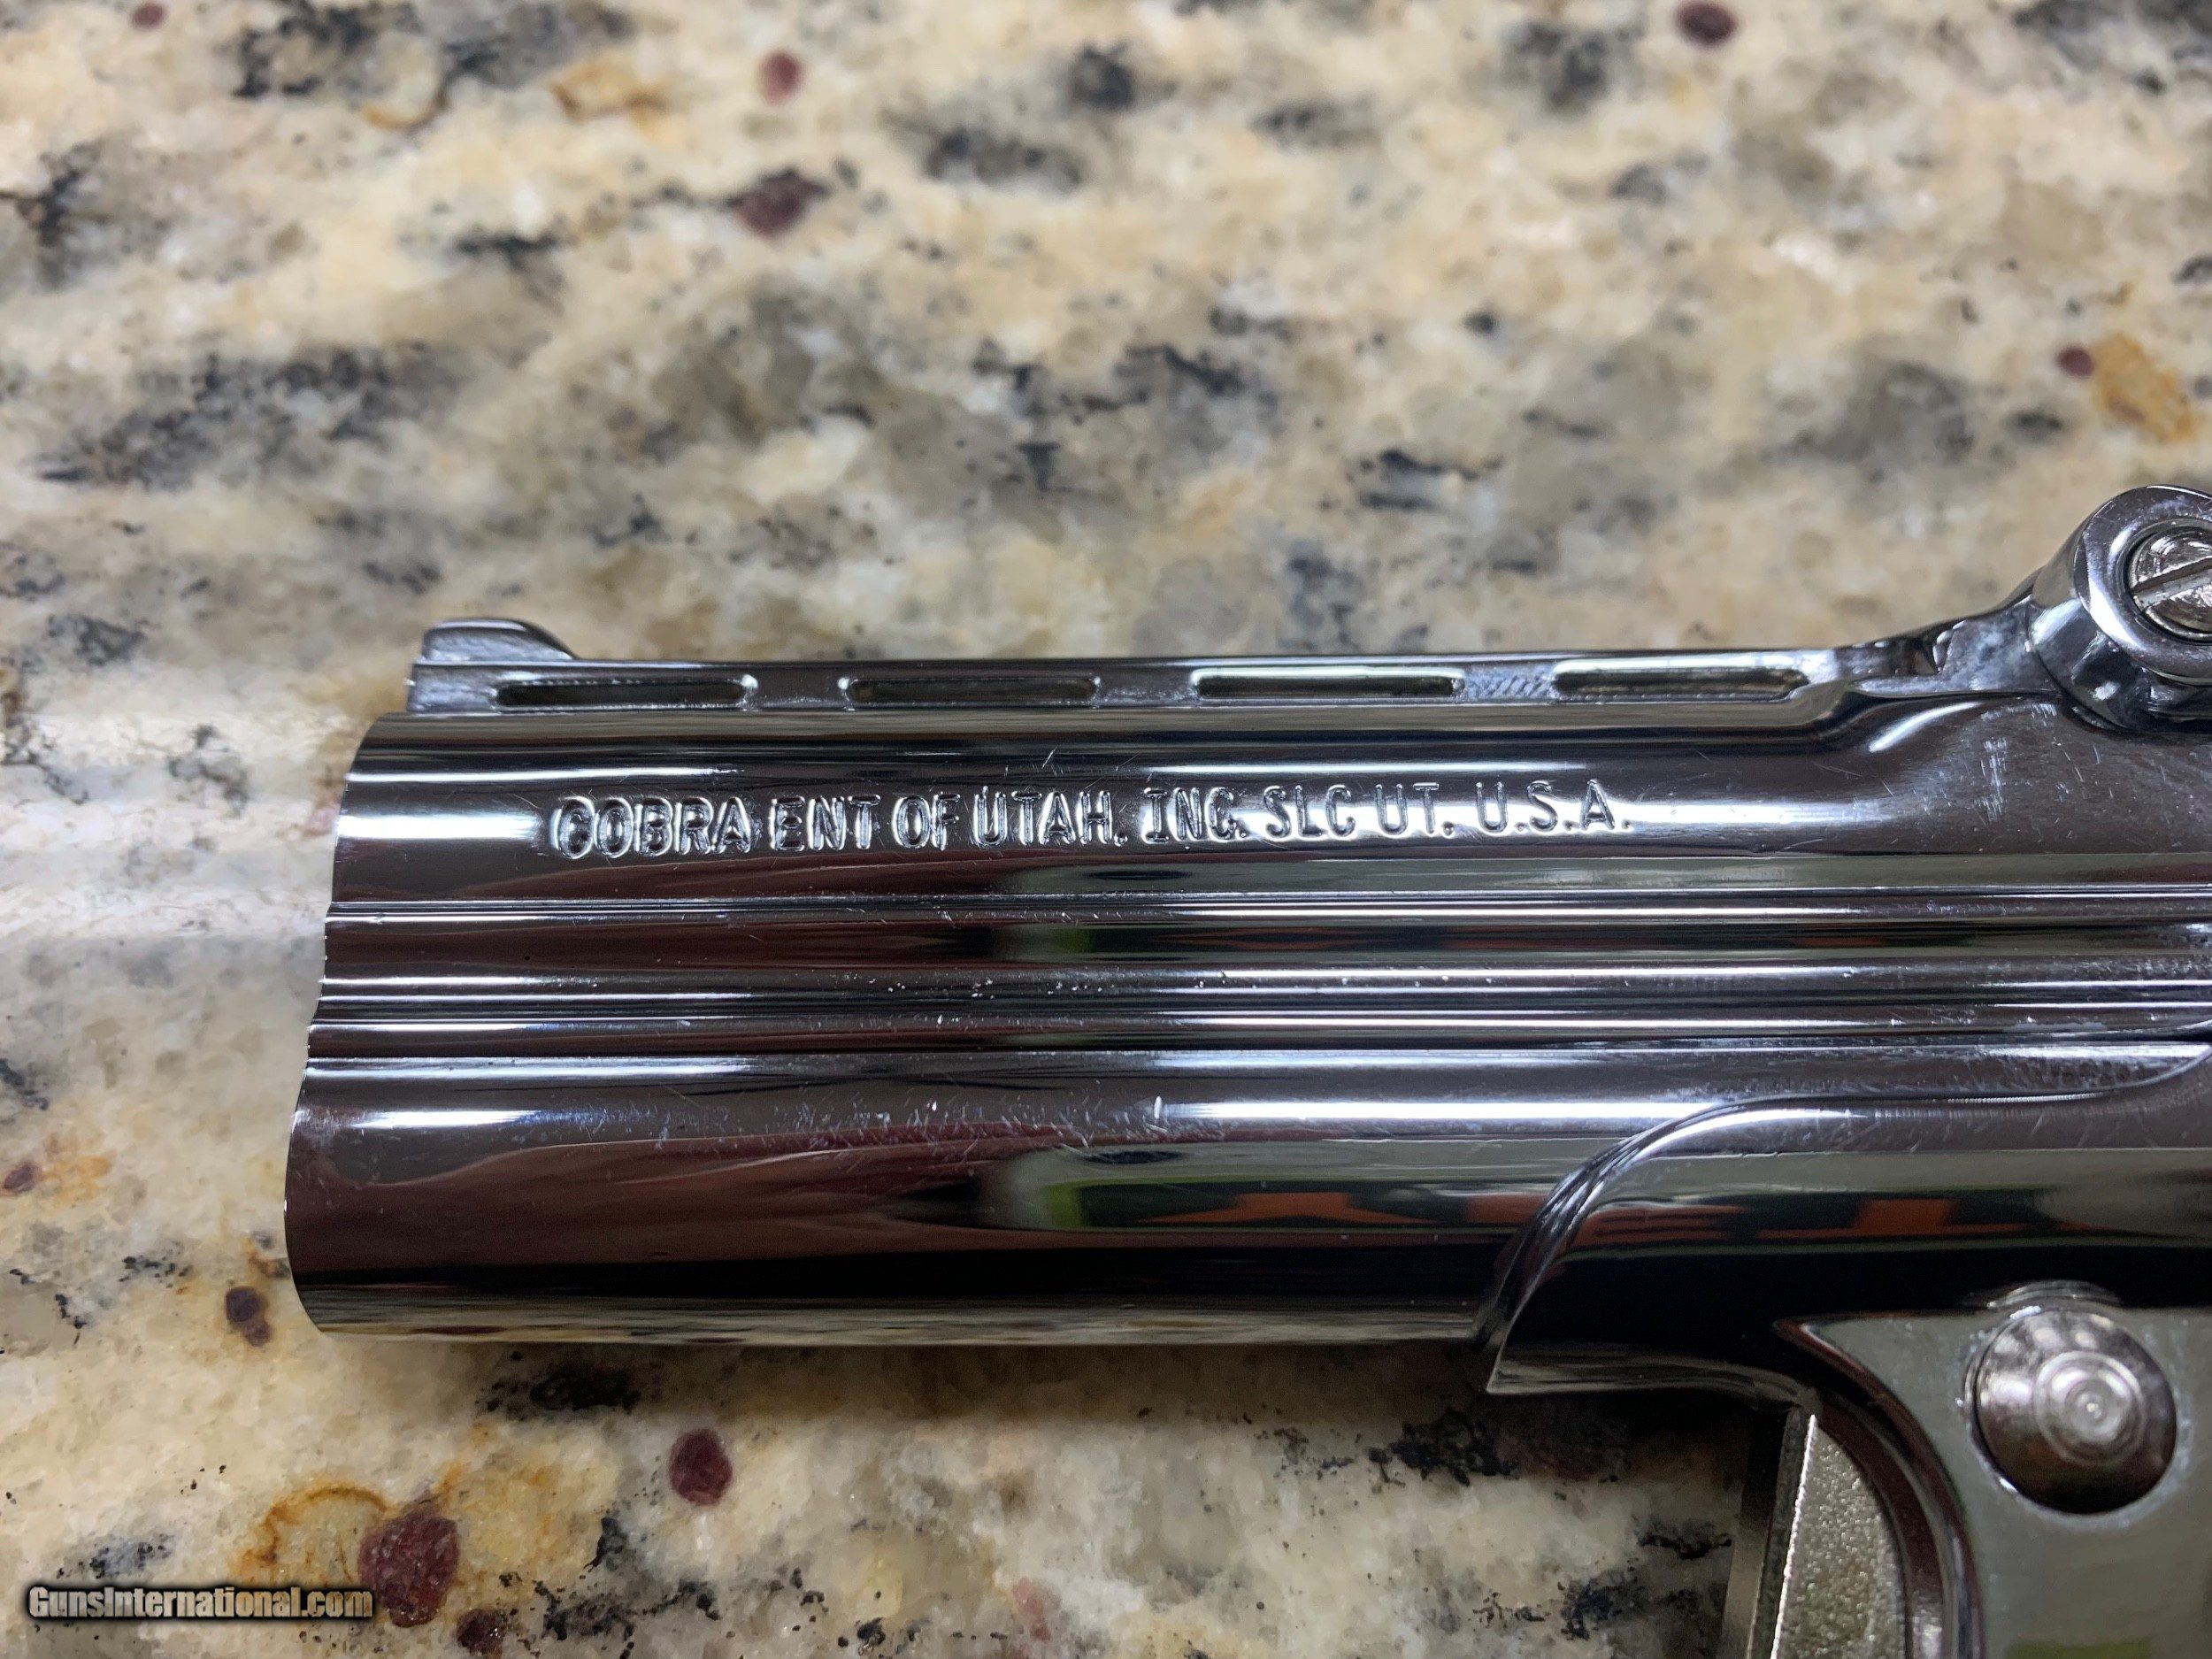 COBRA ENT OF UTAH, INC. SLC UT. U.S.A.
GunsInternational.com